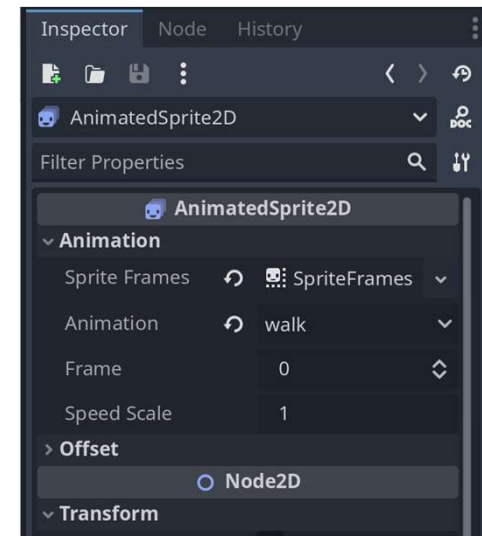 Inspector Node History
AnimatedSprite2D
DOC
Filter Properties
AnimatedSprite2D
Animation
Sprite Frames SpriteFrames
Animation walk
Frame 0
Speed Scale 1
Offset
Node2D
Transform